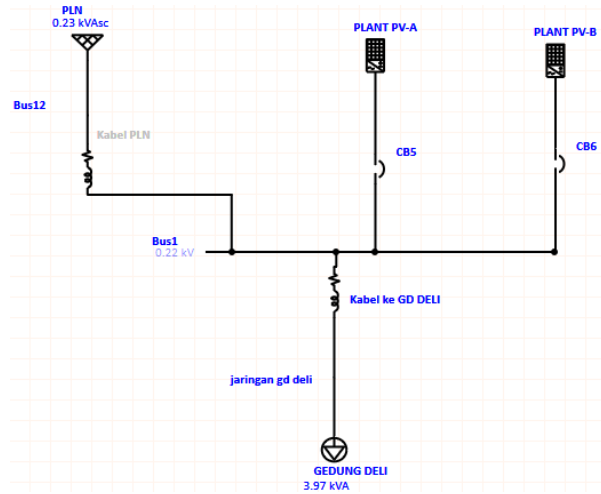 PLN
0.23 kVAsc
PLANT PV-A
PLANT PV-B
Bus12
Kabel PLN
CB5
CB6
Bus1
0.22 kV
Kabel ke GD DELI
jaringan gd deli
GEDUNG DELI
3.97 kVA